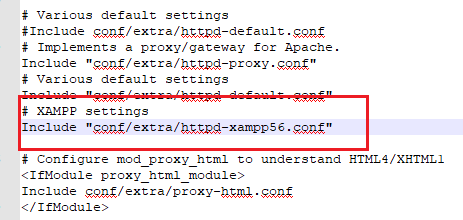 # Various default settings
#Include conf/extra/httpd-default.conf
# Implements a proxy/gateway for Apache.
Include "conf/extra/httpd-proxy.conf"
# Various default settings
Include "conf/extra/httpd-default.conf"
# XAMPP settings
Include "conf/extra/httpd-xampp56.conf"
# Configure mod_proxy_html to understand HTML4/XHTML1
<IfModule proxy_html_module>
Include conf/extra/proxy-html.conf
</IfModule>